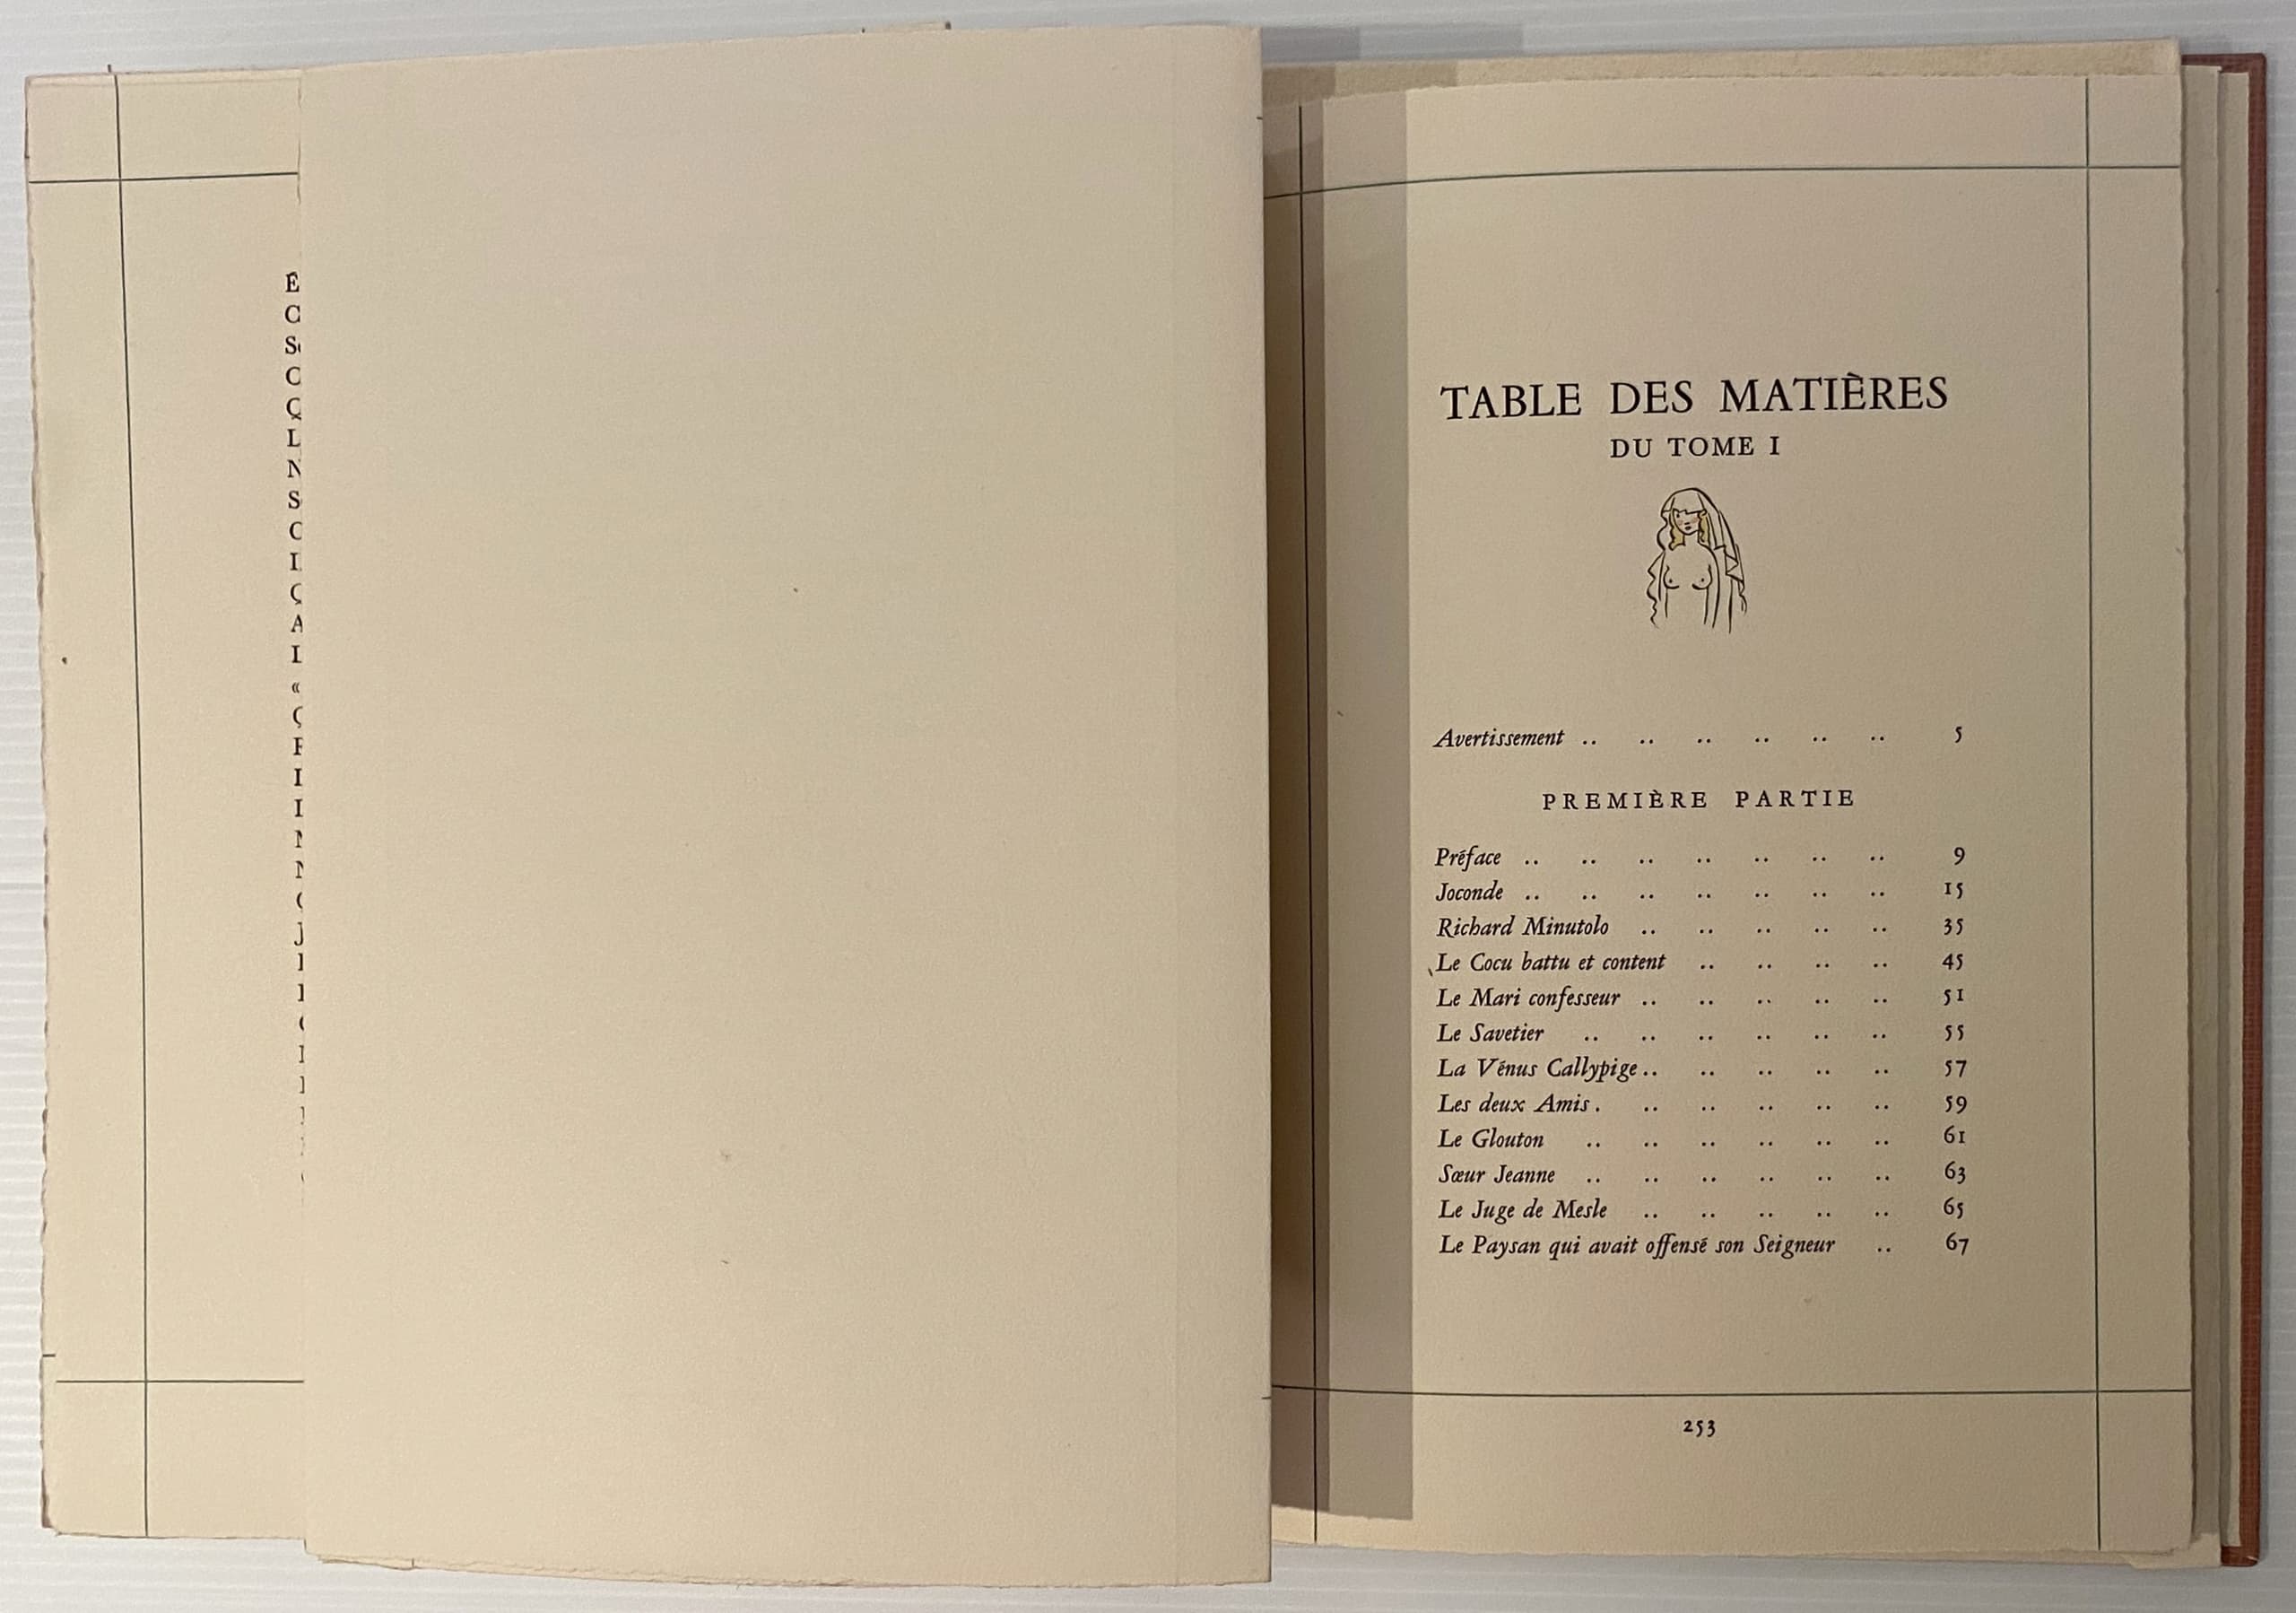 TABLE DES MATIÈRES
DU TOME I
Avertissement .. .. .. .. .. .. 5
PREMIÈRE PARTIE
Préface .. .. .. .. .. .. .. 9
Joconde .. .. .. .. .. .. .. 15
Richard Minutolo .. .. .. .. .. 35
Le Cocu battu et content .. .. .. .. 45
Le Mari confesseur .. .. .. .. .. 51
Le Savetier .. .. .. .. .. .. 55
La Vénus Callypige .. .. .. .. .. 57
Les deux Amis . .. .. .. .. .. 59
Le Glouton .. .. .. .. .. .. 61
Sœur Jeanne .. .. .. .. .. .. 63
Le Juge de Mesle .. .. .. .. .. 65
Le Paysan qui avait offensé son Seigneur .. 67
253